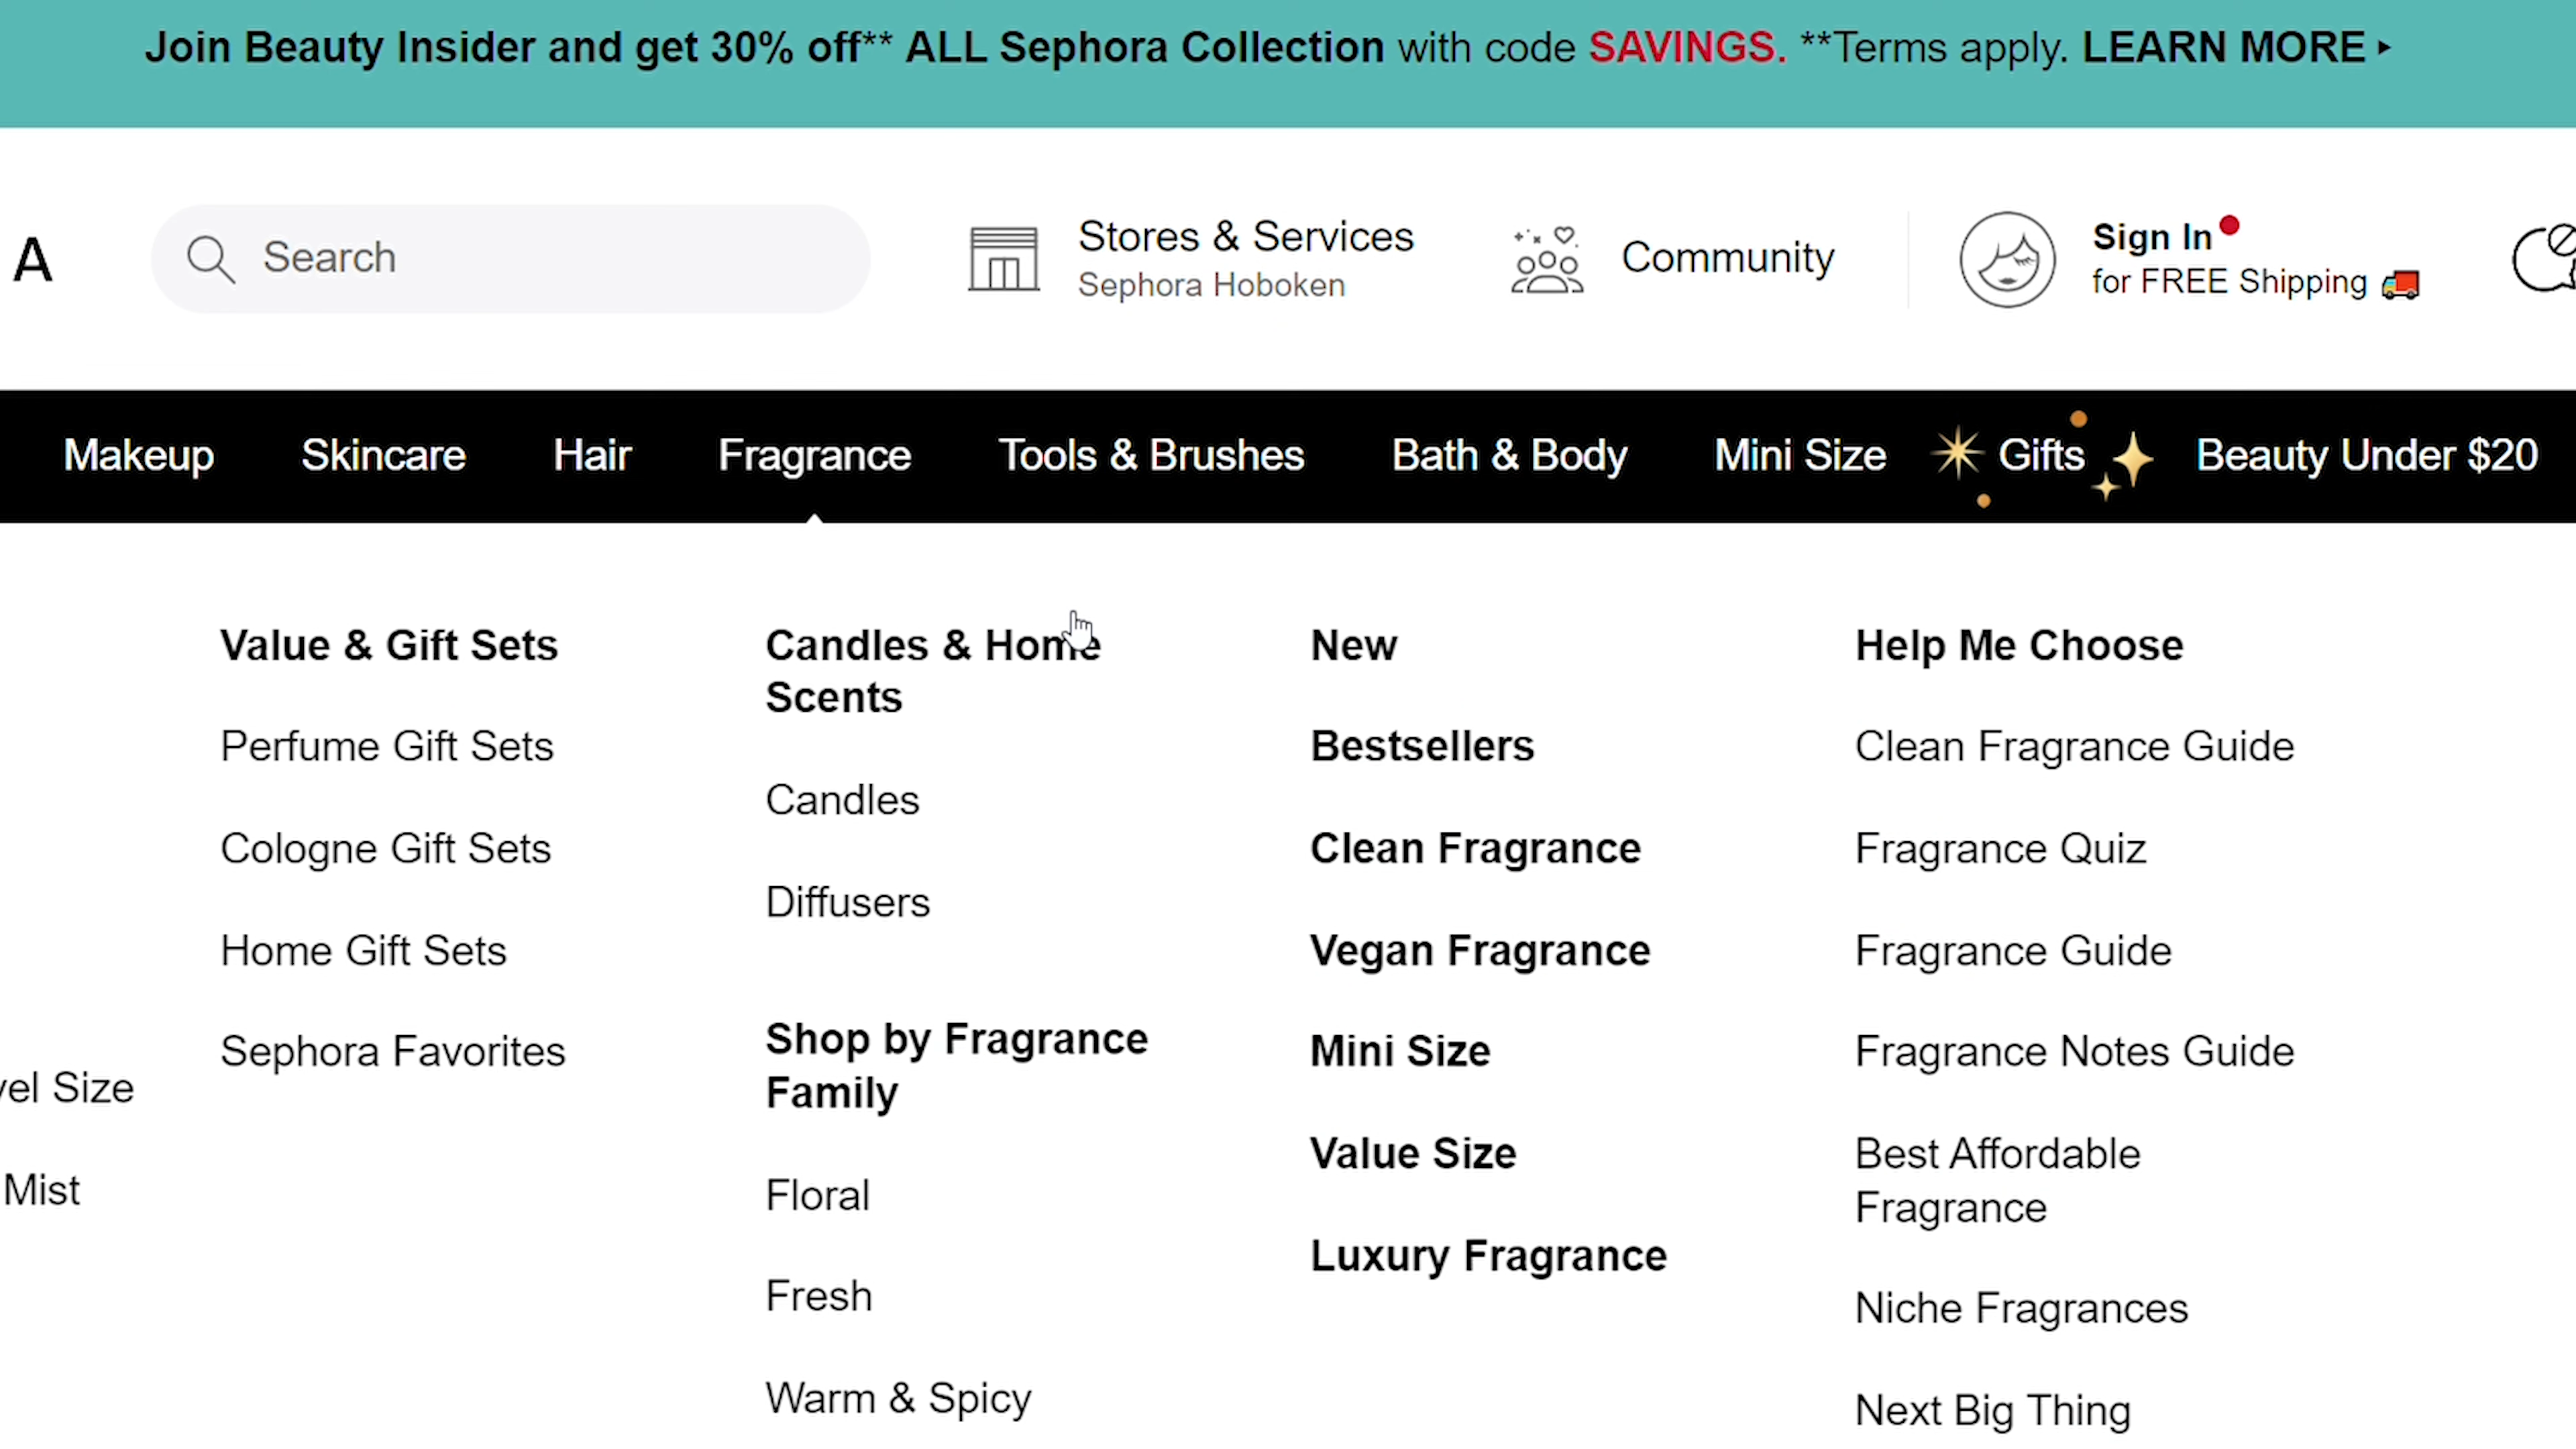 Join Beauty Insider and get 30% off** ALL Sephora Collection with code SAVINGS. **Terms apply. LEARN MORE ▸
A
Search
Stores & Services
Sephora Hoboken
Community
Sign In
for FREE Shipping
Makeup Skincare Hair Fragrance Tools & Brushes Bath & Body Mini Size Gifts Beauty Under $20
Value & Gift Sets
Perfume Gift Sets
Cologne Gift Sets
Home Gift Sets
Sephora Favorites
vel Size
Mist
Candles & Home
Scents
Candles
Diffusers
Shop by Fragrance
Family
Floral
Fresh
Warm & Spicy
New
Bestsellers
Clean Fragrance
Vegan Fragrance
Mini Size
Value Size
Luxury Fragrance
Help Me Choose
Clean Fragrance Guide
Fragrance Quiz
Fragrance Guide
Fragrance Notes Guide
Best Affordable
Fragrance
Niche Fragrances
Next Big Thing